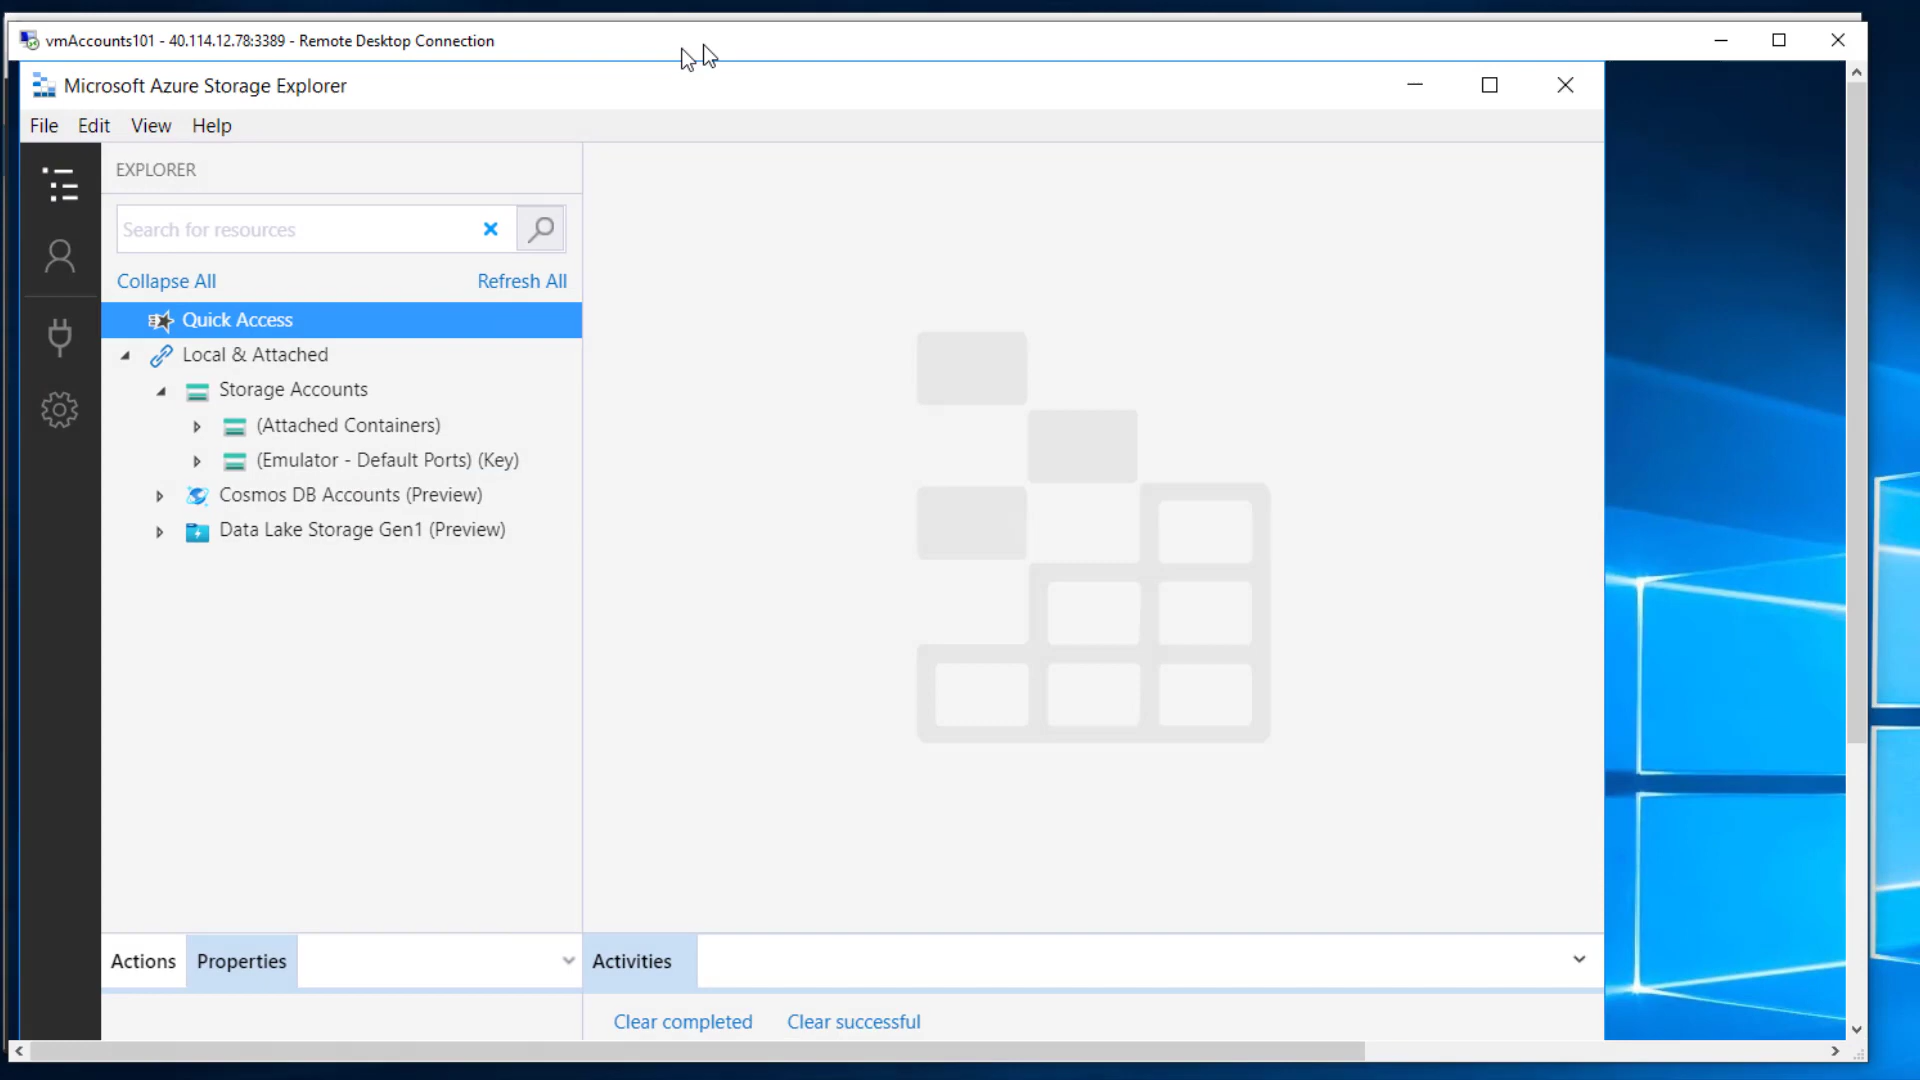 vmAccounts101 - 40.114.12.78:3389 - Remote Desktop Connection
Microsoft Azure Storage Explorer
File Edit View Help
EXPLORER
Search for resources
Collapse All Refresh All
Quick Access
Local & Attached
Storage Accounts
(Attached Containers)
(Emulator - Default Ports) (Key)
Cosmos DB Accounts (Preview)
Data Lake Storage Gen1 (Preview)
Actions Properties Activities
Clear completed Clear successful